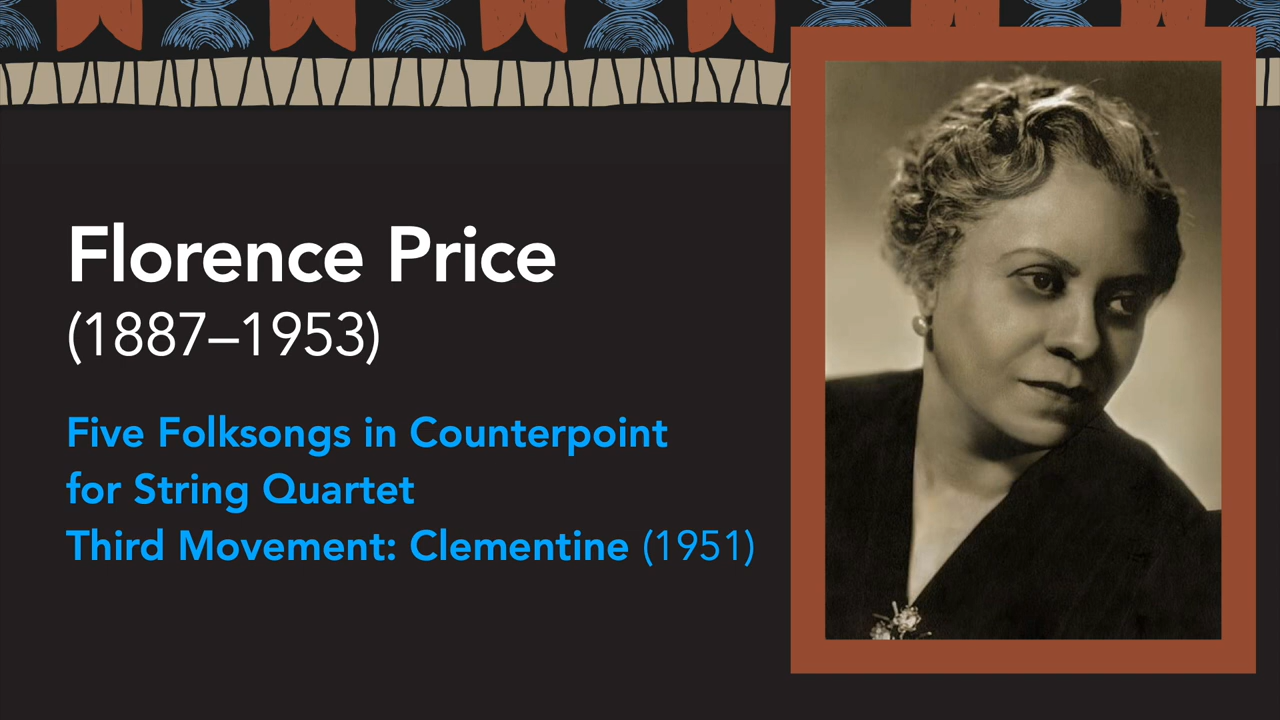 Florence Price
(1887–1953)
Five Folksongs in Counterpoint
for String Quartet
Third Movement: Clementine (1951)